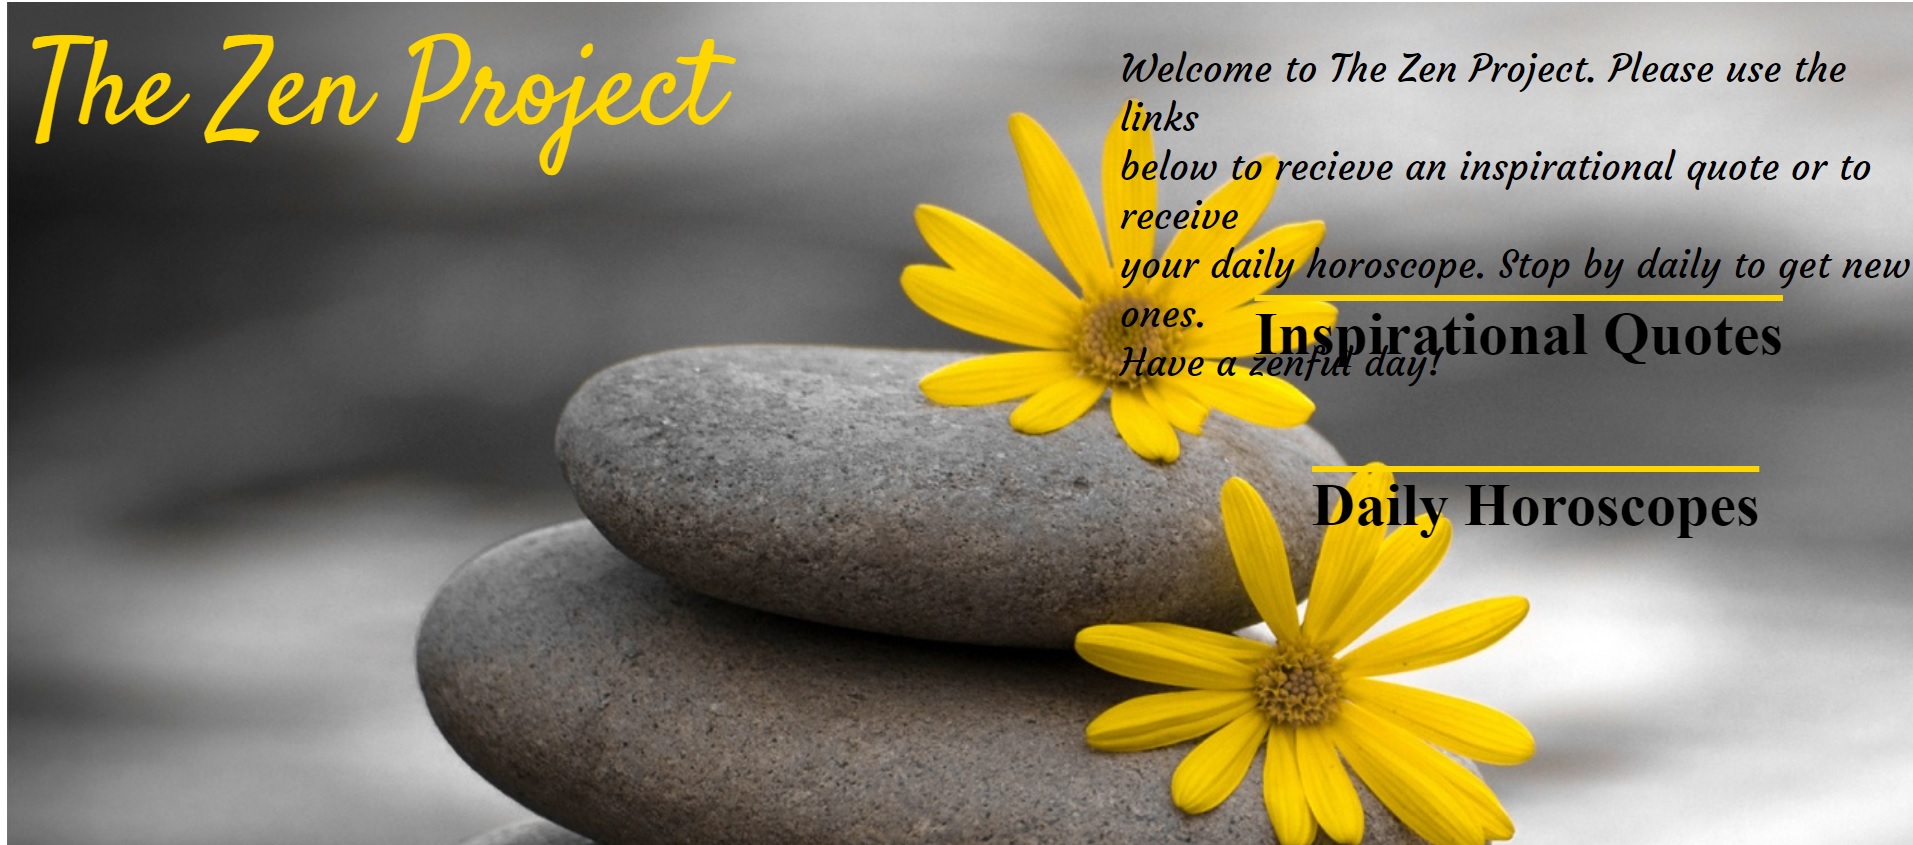 The Zen Project
Welcome to The Zen Project. Please use the
links
below to recieve an inspirational quote or to
receive
your daily horoscope. Stop by daily to get new
ones.
Have a zenful day!
Inspirational Quotes
Daily Horoscopes